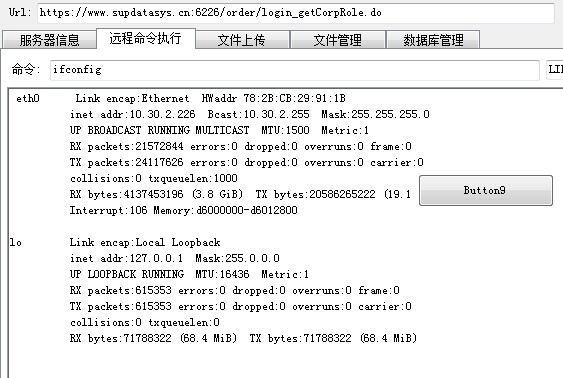 Url: https://www.supdatasys.cn:6226/order/login_getCorpRole.do
服务器信息 远程命令执行 文件上传 文件管理 数据库管理
命令: ifconfig LI
eth0 Link encap:Ethernet HWaddr 78:2B:CB:29:91:1B
inet addr:10.30.2.226 Bcast:10.30.2.255 Mask:255.255.255.0
UP BROADCAST RUNNING MULTICAST MTU:1500 Metric:1
RX packets:21572844 errors:0 dropped:0 overruns:0 frame:0
TX packets:24117626 errors:0 dropped:0 overruns:0 carrier:0
collisions:0 txqueuelen:1000
RX bytes:4137453196 (3.8 GiB) TX bytes:20586265222 (19.1
Button9
Interrupt:106 Memory:d6000000-d6012800
lo Link encap:Local Loopback
inet addr:127.0.0.1 Mask:255.0.0.0
UP LOOPBACK RUNNING MTU:16436 Metric:1
RX packets:615353 errors:0 dropped:0 overruns:0 frame:0
TX packets:615353 errors:0 dropped:0 overruns:0 carrier:0
collisions:0 txqueuelen:0
RX bytes:71788322 (68.4 MiB) TX bytes:71788322 (68.4 MiB)